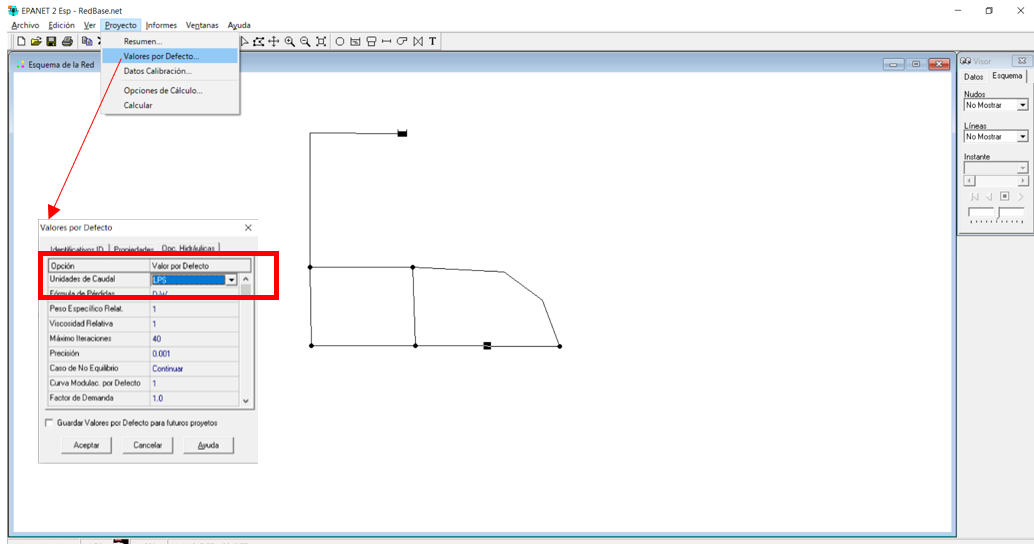 EPANET 2 Esp - RedBase.net
Archivo Edición Ver Proyecto Informes Ventanas Ayuda
T
Resumen...
Valores por Defecto...
Datos Calibración...
Opciones de Cálculo...
Calcular
Esquema de la Red
Visor
Datos Esquema
Nudos
No Mostrar
Líneas
No Mostrar
Instante
Valores por Defecto
Identificativos ID Propiedades Opc. Hidráulicas
Opción Valor por Defecto
Unidades de Caudal LPS
Fórmula de Pérdidas D-W
Peso Específico Relat. 1
Viscosidad Relativa 1
Máximo Iteraciones 40
Precisión 0.001
Caso de No Equilibrio Continuar
Curva Modulac. por Defecto 1
Factor de Demanda 1.0
Guardar Valores por Defecto para futuros proyetos
Aceptar Cancelar Ayuda